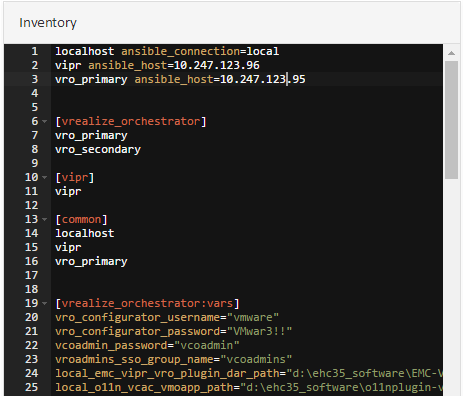 Inventory
1 localhost ansible_connection=local
2 vipr ansible_host=10.247.123.96
3 vro_primary ansible_host=10.247.123.95
4
5
6 [vrealize_orchestrator]
7 vro_primary
8 vro_secondary
9
10 [vipr]
11 vipr
12
13 [common]
14 localhost
15 vipr
16 vro_primary
17
18
19 [vrealize_orchestrator:vars]
20 vro_configurator_username="vmware"
21 vro_configurator_password="VMwar3!!"
22 vcoadmin_password="vcoadmin"
23 vroadmins_sso_group_name="vcoadmins"
24 local_emc_vipr_vro_plugin_dar_path="d:\ehc35_software\EMC-V
25 local_o11n_vcac_vmoapp_path="d:\ehc35_software\o11nplugin-v